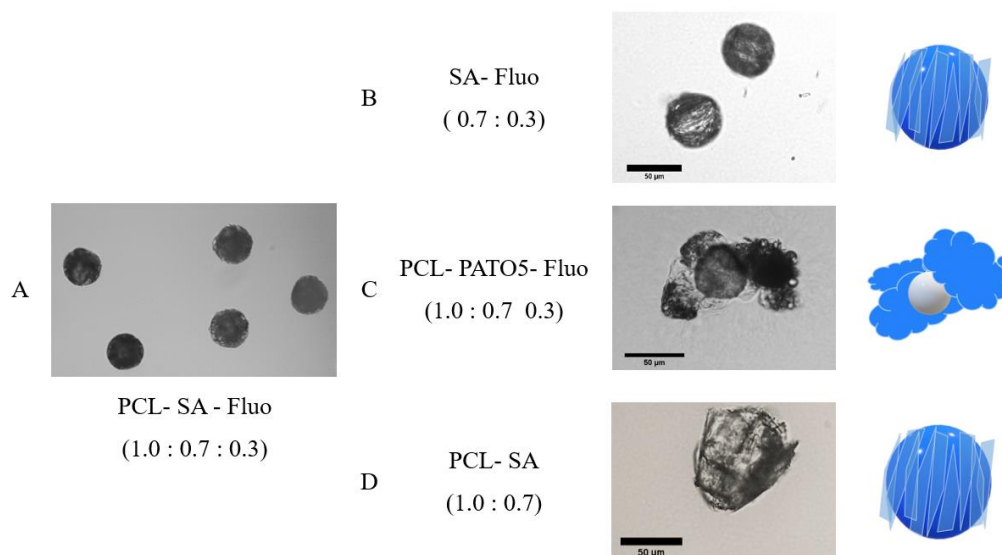 A
PCL- SA - Fluo
(1.0 : 0.7 : 0.3)
B
SA- Fluo
( 0.7 : 0.3)
50 µm
C
PCL- PATO5- Fluo
(1.0 : 0.7 0.3)
50 µm
D
PCL- SA
(1.0 : 0.7)
50 µm